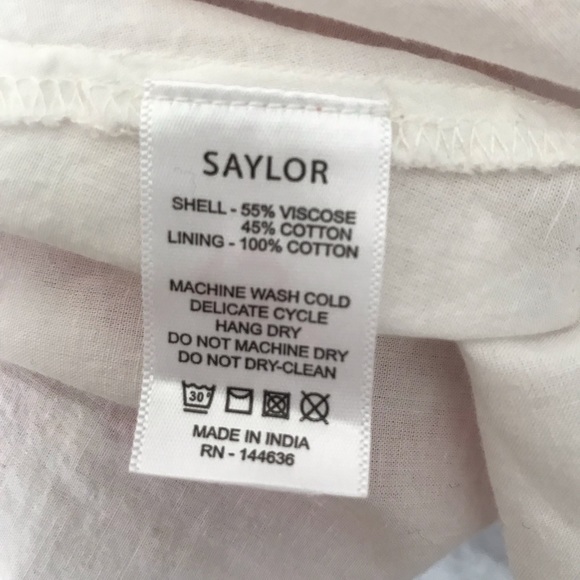 SAYLOR
SHELL - 55% VISCOSE
45% COTTON
LINING - 100% COTTON
MACHINE WASH COLD
DELICATE CYCLE
HANG DRY
DO NOT MACHINE DRY
DO NOT DRY-CLEAN
30°
MADE IN INDIA
RN - 144636